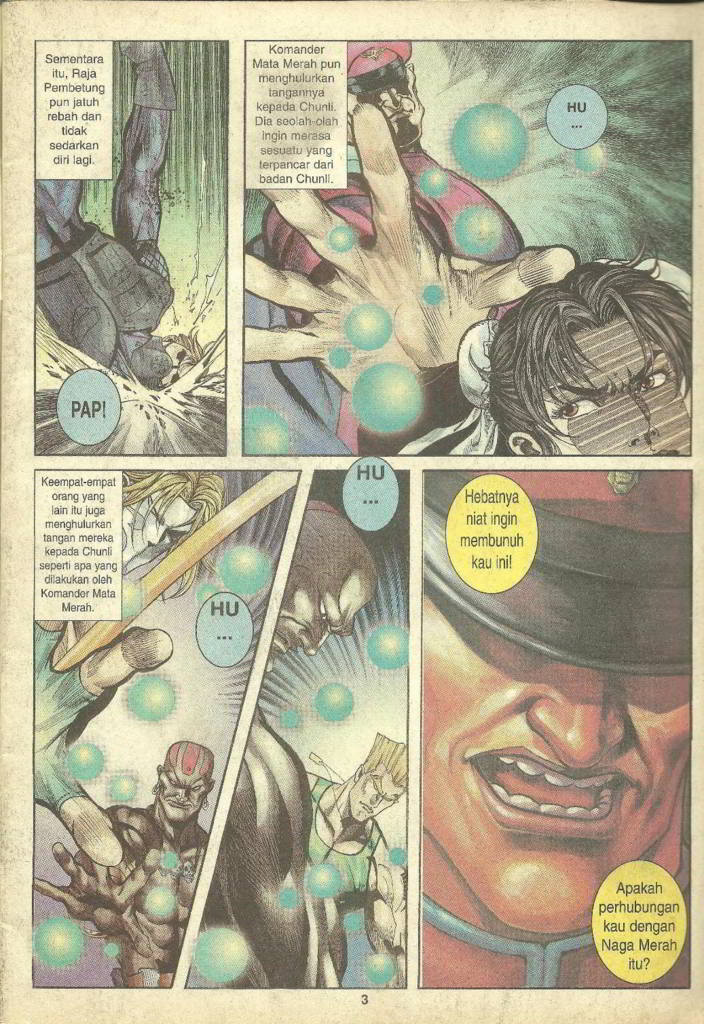 Sementara
itu, Raja
Pembetung
pun jatuh
rebah dan
tidak
sedarkan
diri lagi.
PAP!
Komander
Mata Merah pun
menghulurkan
tangannya
kepada Chunli.
Dia seolah-olah
ingin merasa
sesuatu yang
terpancar dari
badan Chunli.
HU
...
Keempat-empat
orang yang
lain itu juga
menghulurkan
tangan mereka
kepada Chunli
seperti apa yang
dilakukan oleh
Komander Mata
Merah.
HU
...
HU
...
Hebatnya
niat ingin
membunuh
kau ini!
Apakah
perhubungan
kau dengan
Naga Merah
itu?
3